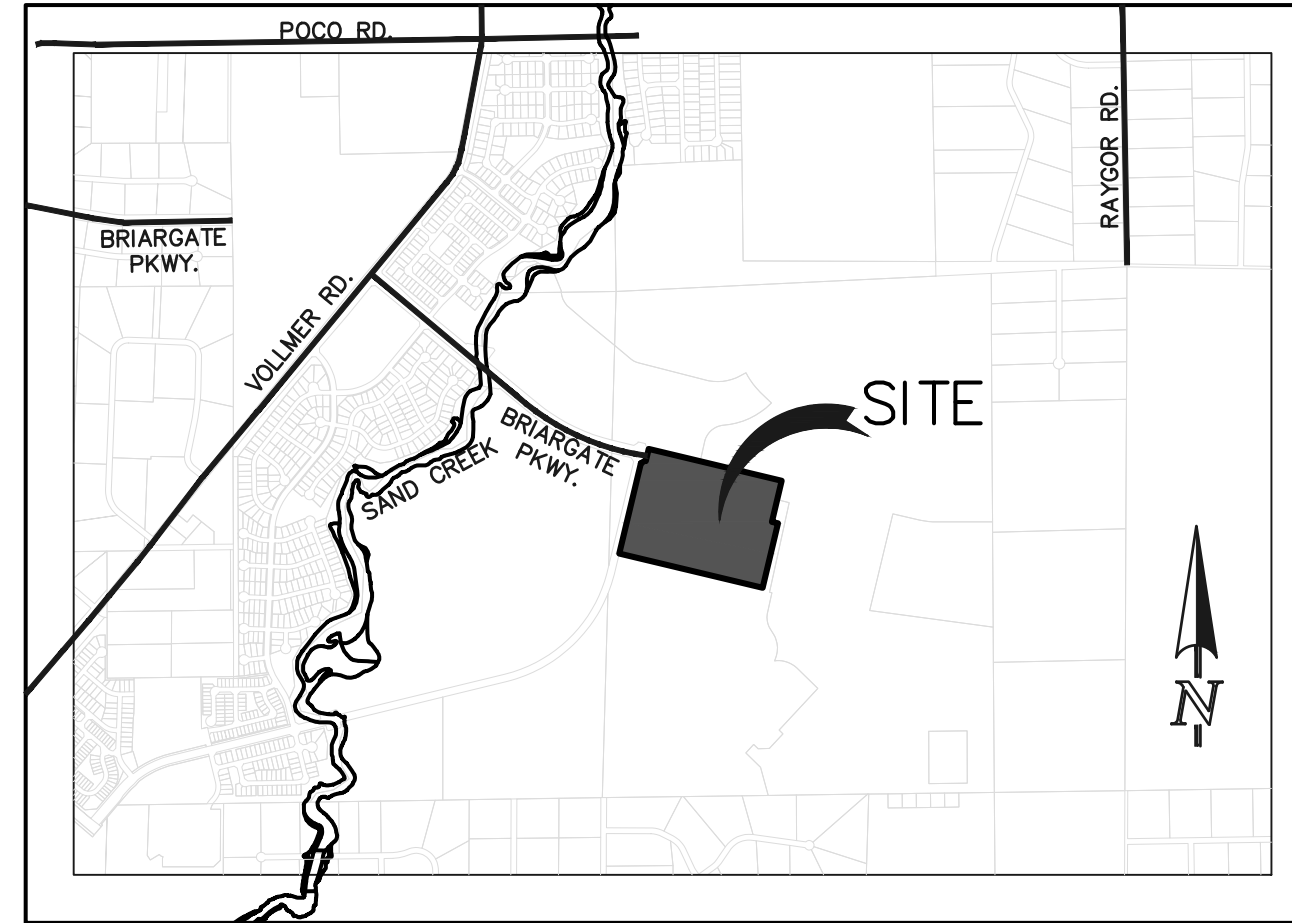 POCO RD.
RAYGOR RD.
BRIARGATE
PKWY.
VOLLMER RD.
SITE
BRIARGATE
PKWY.
SAND CREEK
N